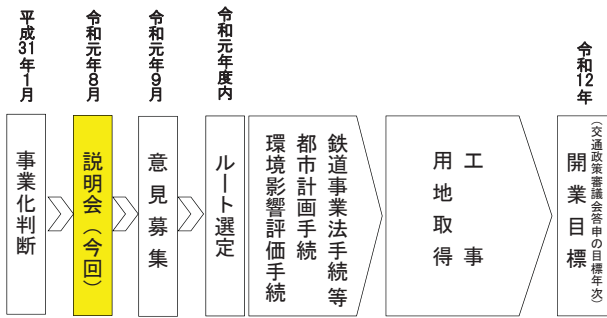 平成31年1月
事業化判断
令和元年8月
説明会（今回）
令和元年9月
意見募集
令和元年度内
ルート選定
鉄道事業法手続 等
都市計画手続
環境影響評価手続
工事
用地取得
令和12年
（交通政策審議会答申の目標年次）
開業目標